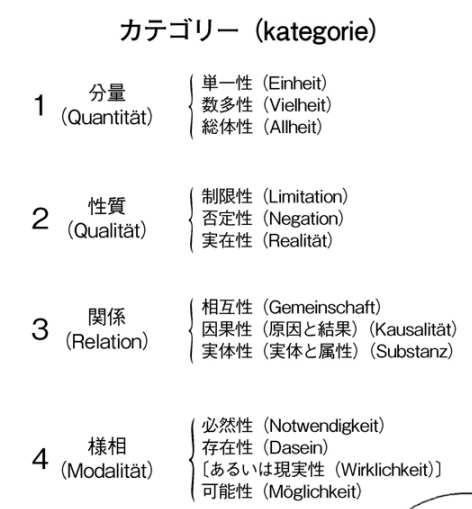 カテゴリー（kategorie）
1 分量（Quantität）
単一性（Einheit）
数多性（Vielheit）
総体性（Allheit）
2 性質（Qualität）
制限性（Limitation）
否定性（Negation）
実在性（Realität）
3 関係（Relation）
相互性（Gemeinschaft）
因果性（原因と結果）（Kausalität）
実体性（実体と属性）（Substanz）
4 様相（Modalität）
必然性（Notwendigkeit）
存在性（Dasein）
〔あるいは現実性（Wirklichkeit）〕
可能性（Möglichkeit）